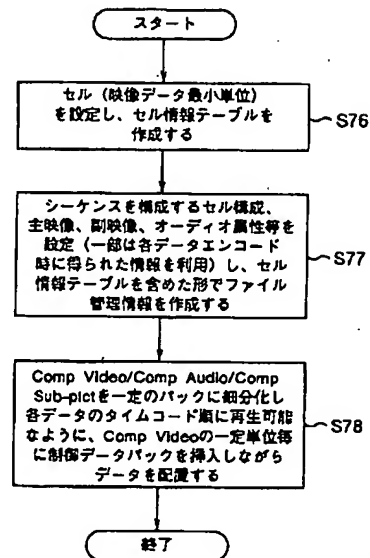 スタート
セル（映像データ最小単位）
を設定し、セル情報テーブルを
作成する
S76
シーケンスを構成するセル構成、
主映像、副映像、オーディオ属性等を
設定（一部は各データエンコード
時に得られた情報を利用）し、セル
情報テーブルを含めた形でファイル
管理情報を作成する
S77
Comp Video/Comp Audio/Comp
Sub-pictを一定のパックに細分化し
各データのタイムコード順に再生可能
なように、Comp Videoの一定単位毎
に制御データパックを挿入しながら
データを配置する
S78
終了